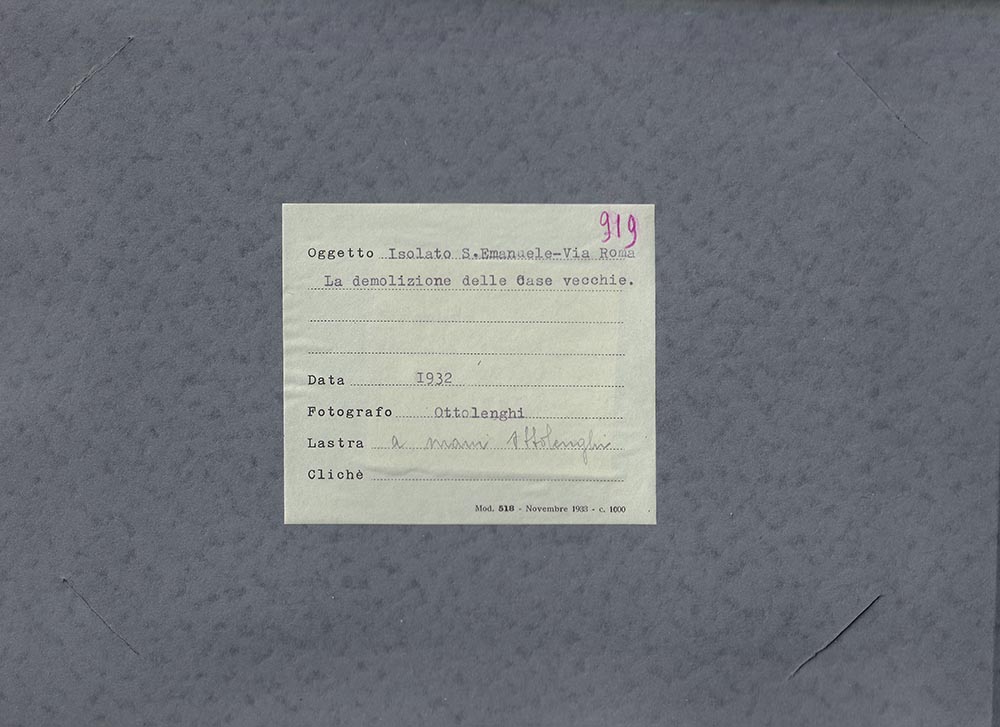 919
Oggetto Isolato S.Emanuele-Via Roma
La demolizione delle Case vecchie.
Data 1932
Fotografo Ottolenghi
Lastra a mani Ottolenghi
Clichè
Mod. 518 - Novembre 1933 - c. 1000